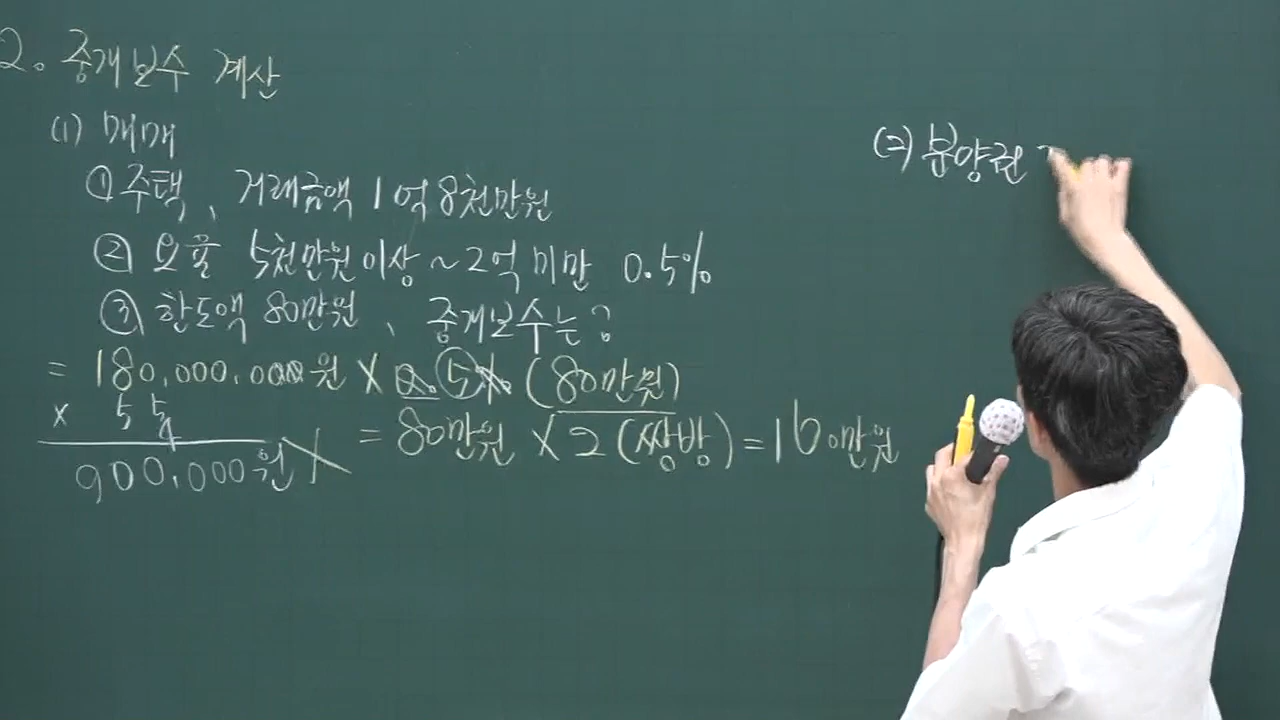 2. 중개보수 계산
(1) 매매
① 주택, 거래금액 1억 8천만원
② 요율 5천만원이상 ~ 2억 미만 0.5%
③ 한도액 80만원, 중개보수는?
= 180,000,000원 X 0.5% (80만원)
x 5
900,000원 X
= 80만원 X 2 (쌍방) = 160만원
(2) 분양권